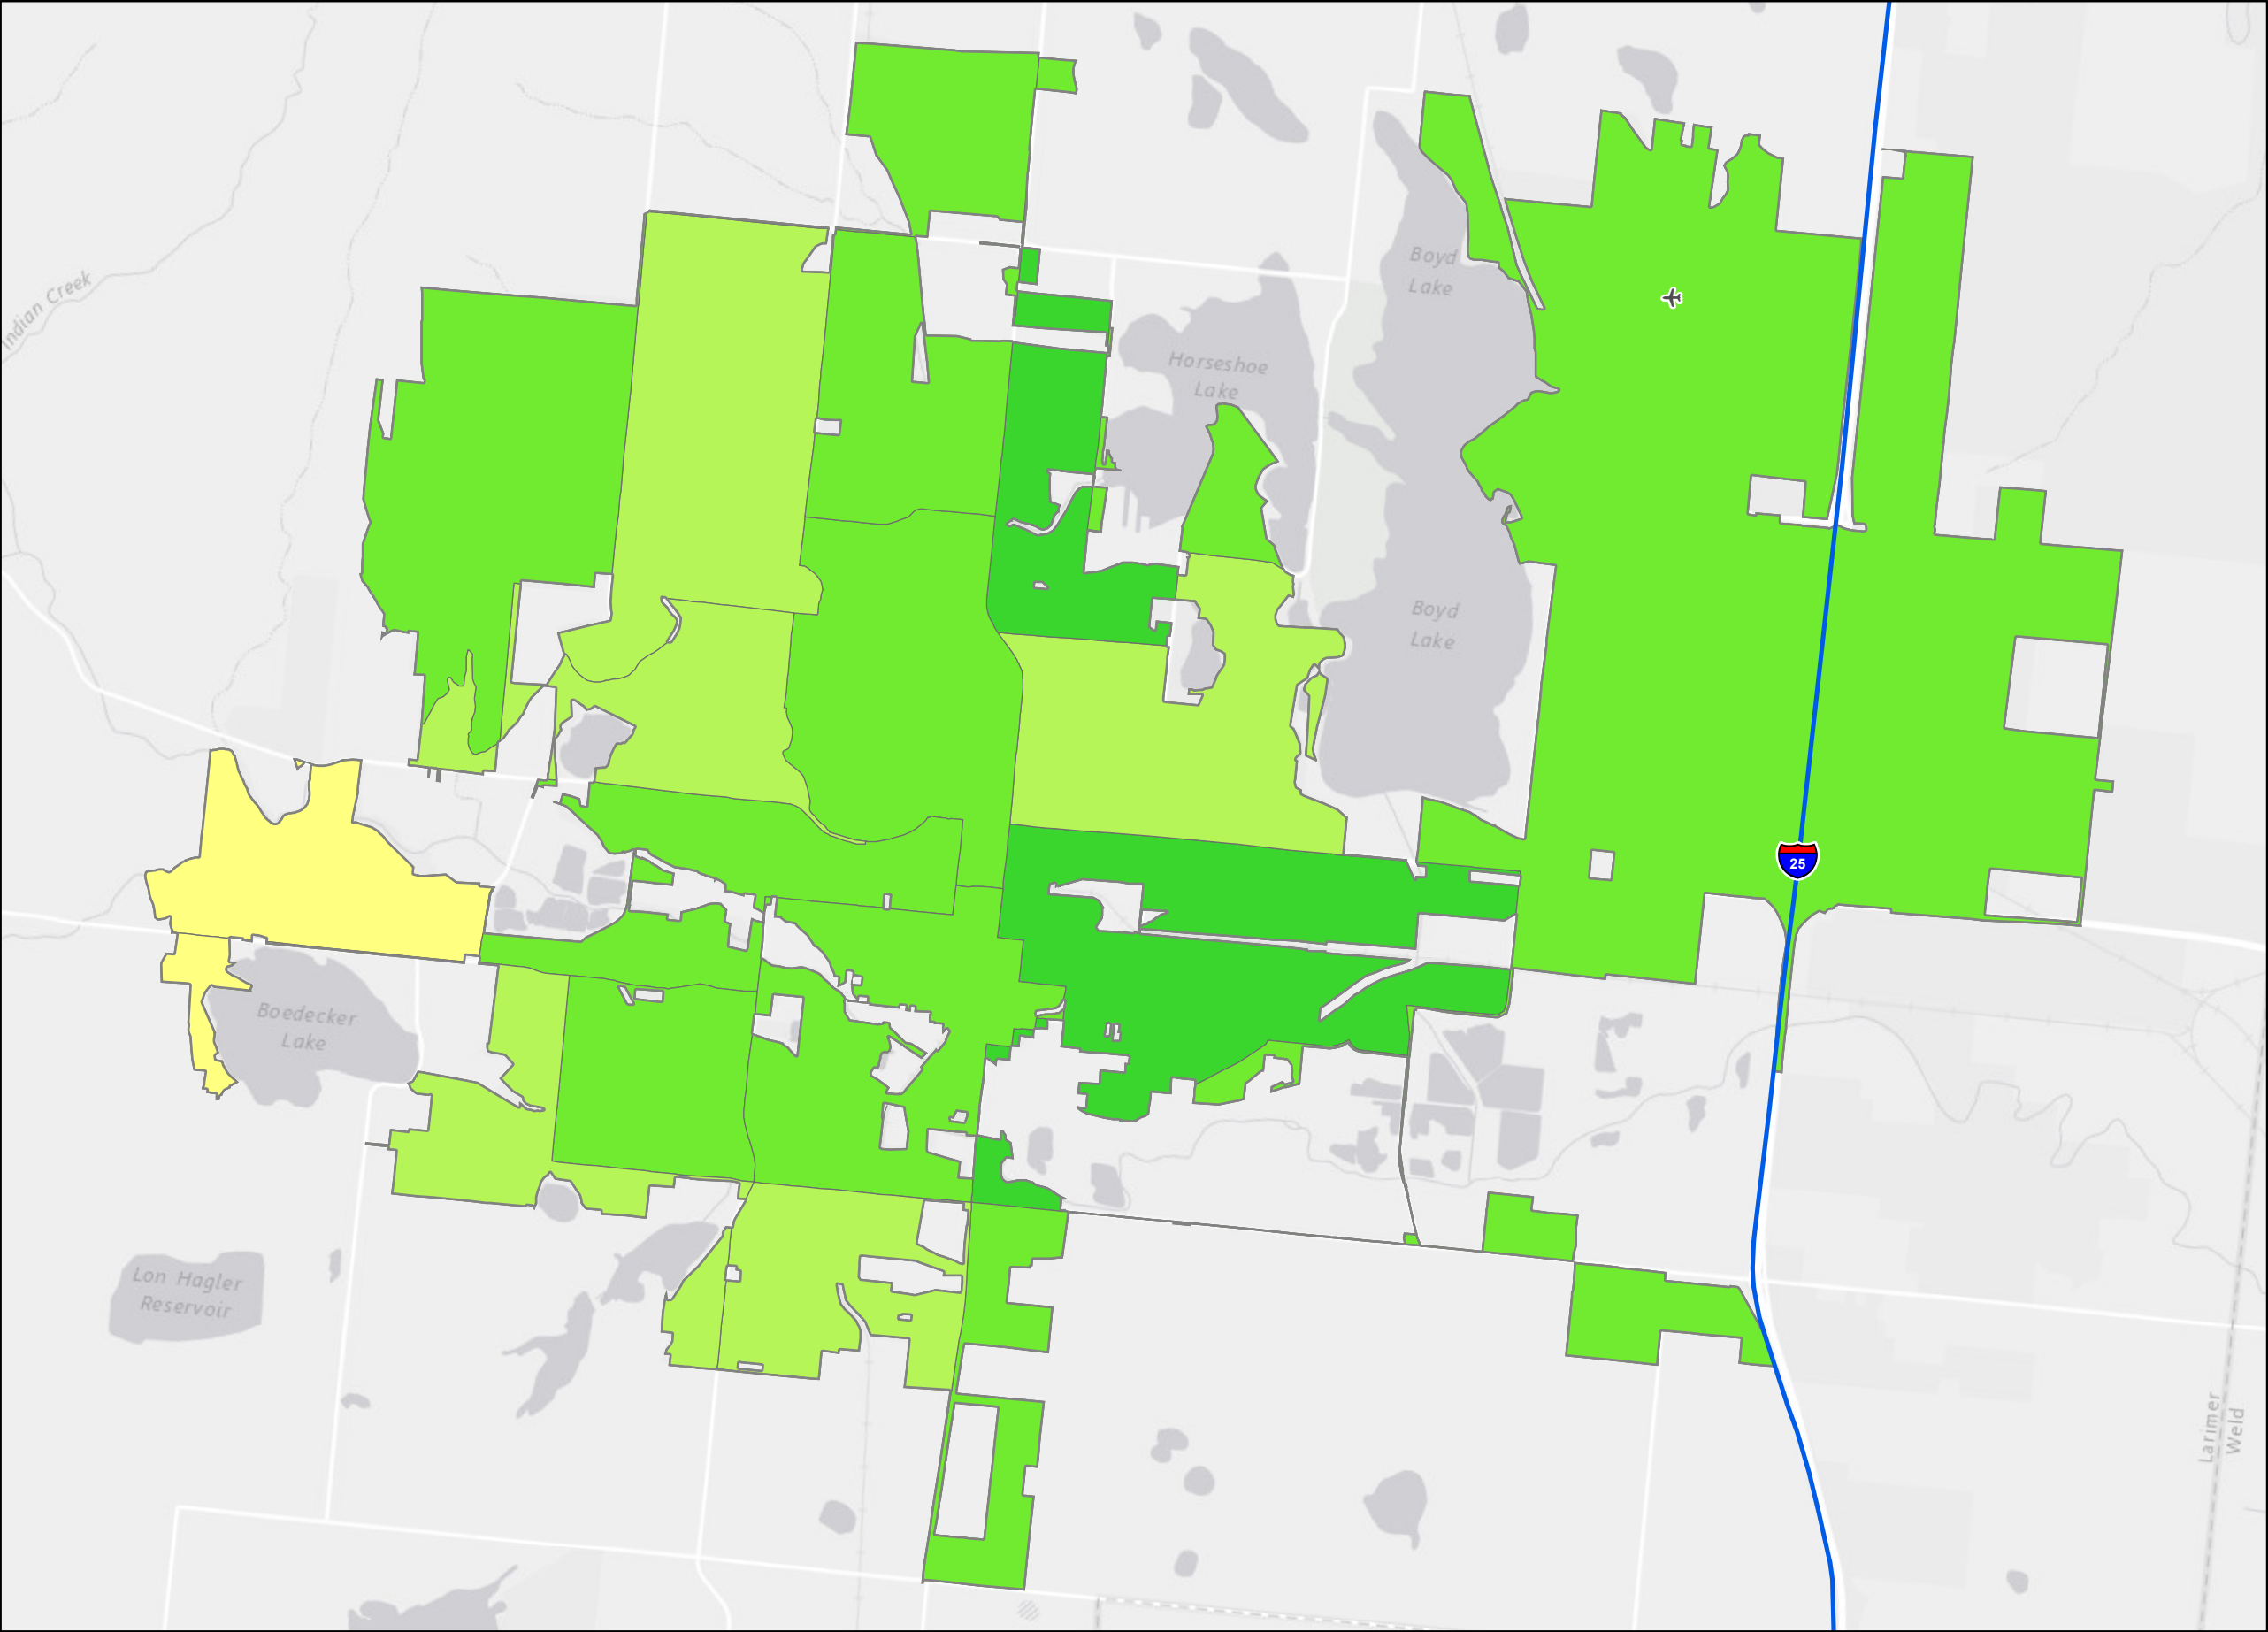 Indian Creek
Boyd
Lake
Horseshoe
Lake
Boyd
Lake
25
Boedecker
Lake
Lon Hagler
Reservoir
Larimer
Weld